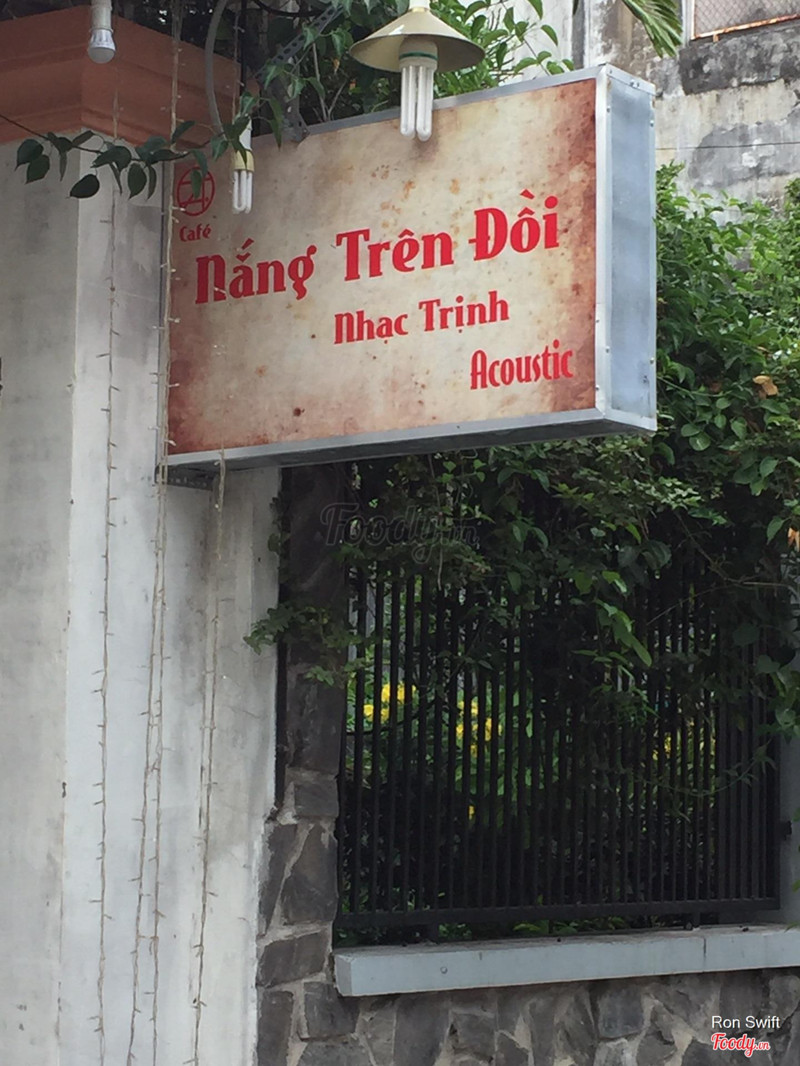 Café
Nắng Trên Đồi
Nhạc Trịnh
Acoustic
Foody.vn
Ron Swift
Foody.vn